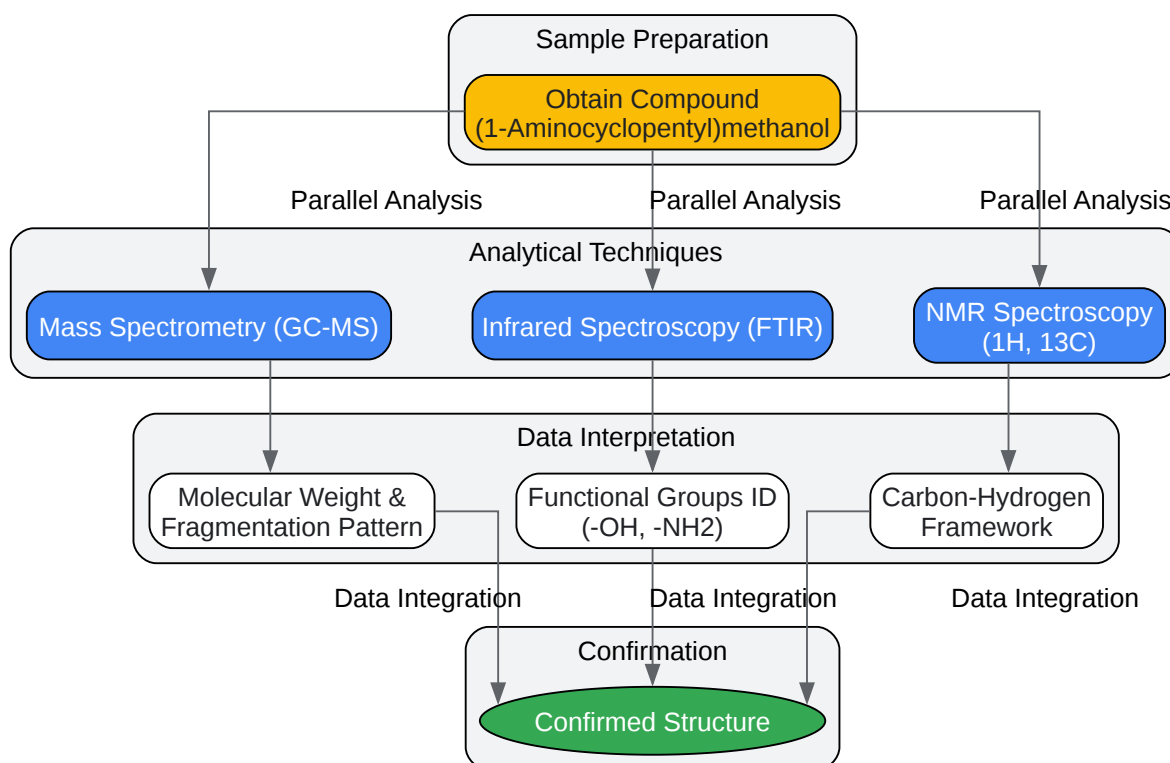 Sample Preparation
Obtain Compound
(1-Aminocyclopentyl)methanol
Parallel Analysis
Parallel Analysis
Parallel Analysis
Analytical Techniques
Mass Spectrometry (GC-MS)
Infrared Spectroscopy (FTIR)
NMR Spectroscopy
(1H, 13C)
Data Interpretation
Molecular Weight &
Fragmentation Pattern
Functional Groups ID
(-OH, -NH2)
Carbon-Hydrogen
Framework
Data Integration
Data Integration
Data Integration
Confirmation
Confirmed Structure